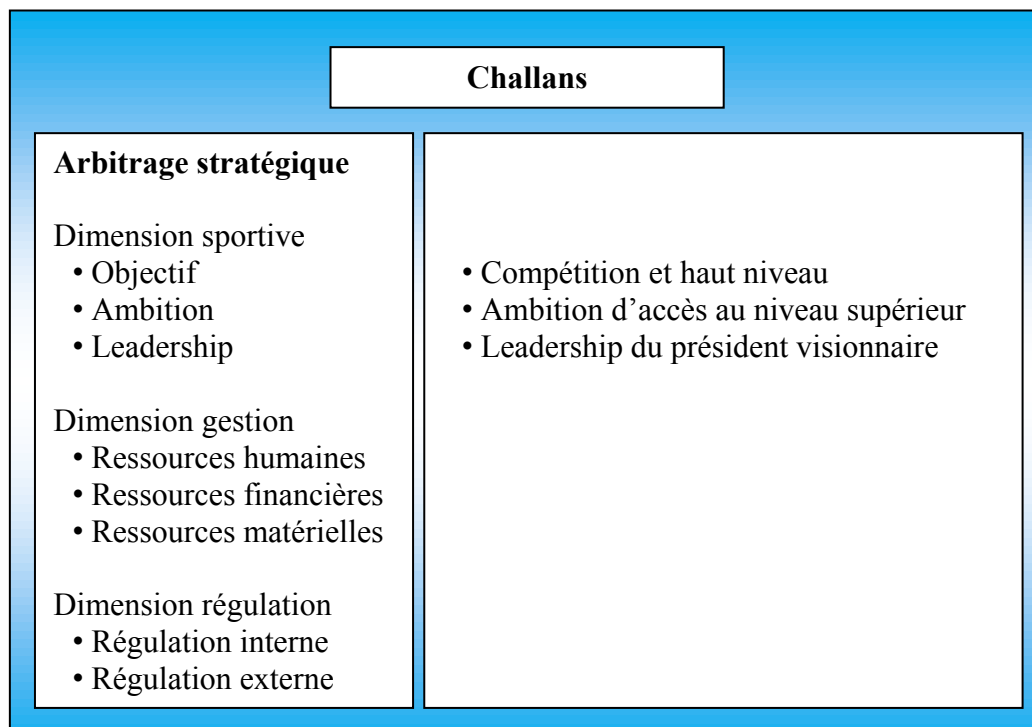 Challans
Arbitrage stratégique
Dimension sportive
• Objectif
• Ambition
• Leadership
Dimension gestion
• Ressources humaines
• Ressources financières
• Ressources matérielles
Dimension régulation
• Régulation interne
• Régulation externe
• Compétition et haut niveau
• Ambition d’accès au niveau supérieur
• Leadership du président visionnaire